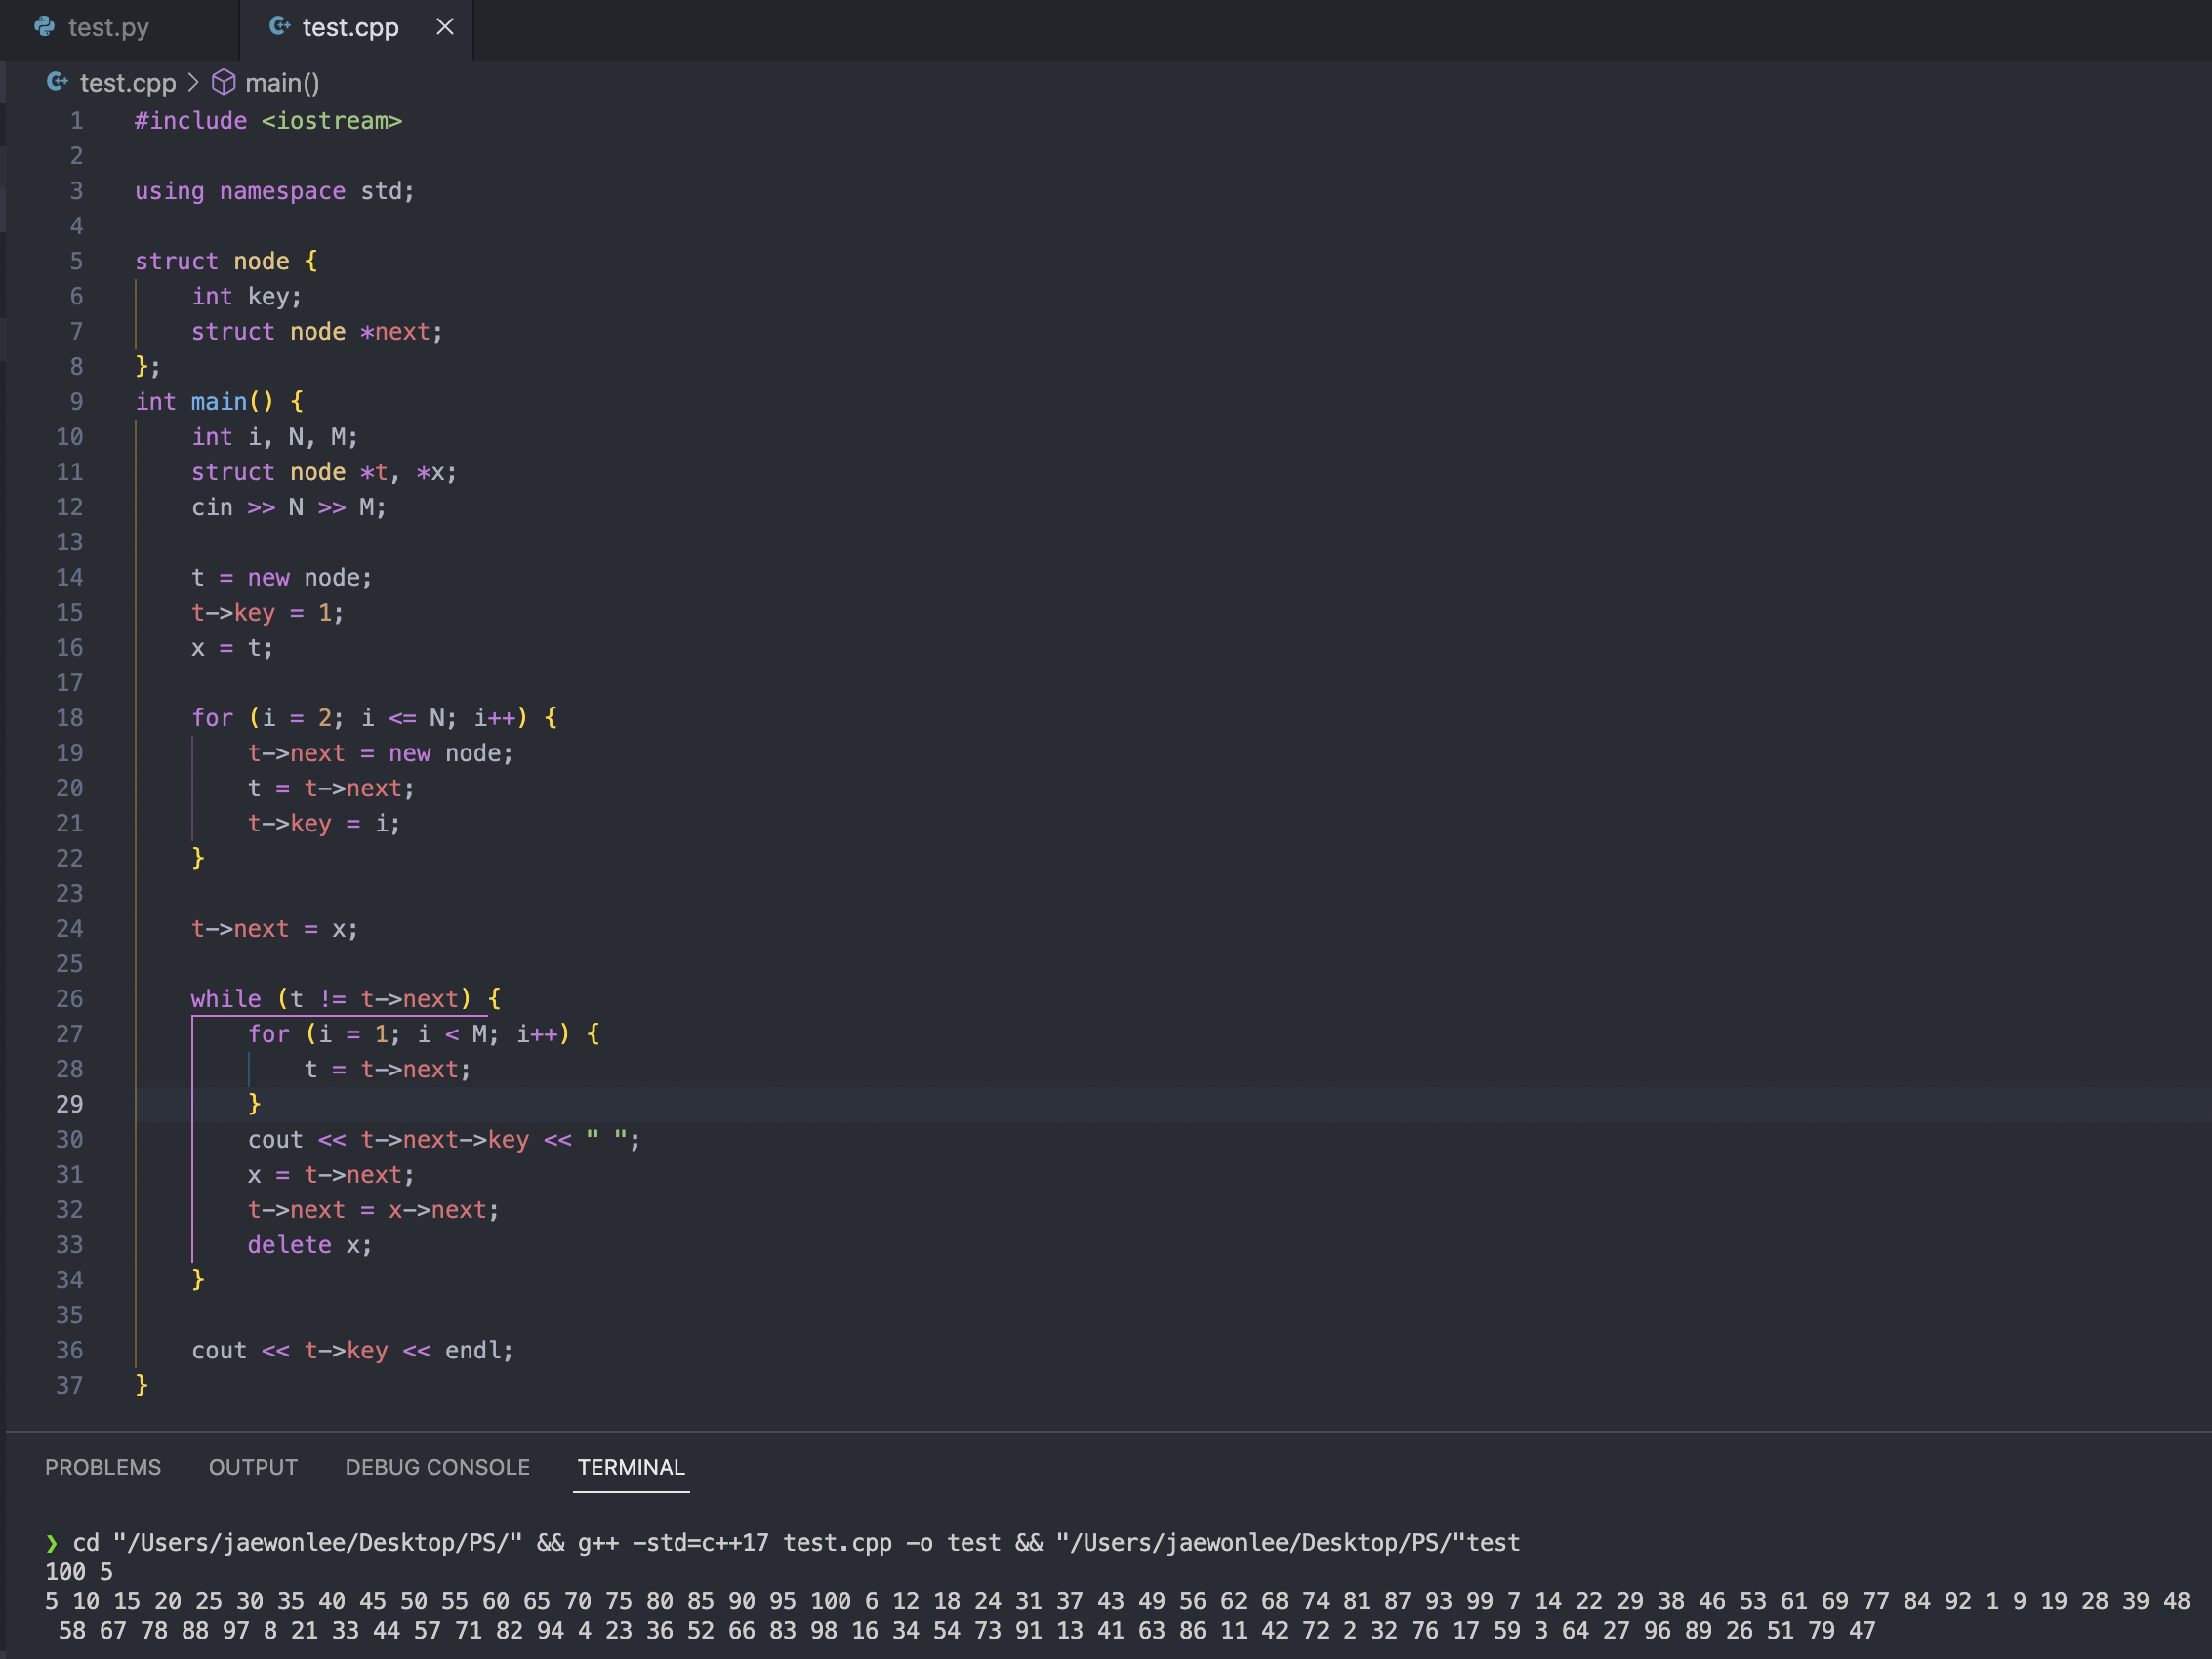 test.py test.cpp
test.cpp > main()
1 #include <iostream>
2
3 using namespace std;
4
5 struct node {
6     int key;
7     struct node *next;
8 };
9 int main() {
10     int i, N, M;
11     struct node *t, *x;
12     cin >> N >> M;
13
14     t = new node;
15     t->key = 1;
16     x = t;
17
18     for (i = 2; i <= N; i++) {
19         t->next = new node;
20         t = t->next;
21         t->key = i;
22     }
23
24     t->next = x;
25
26     while (t != t->next) {
27         for (i = 1; i < M; i++) {
28             t = t->next;
29         }
30         cout << t->next->key << " ";
31         x = t->next;
32         t->next = x->next;
33         delete x;
34     }
35
36     cout << t->key << endl;
37 }
PROBLEMS OUTPUT DEBUG CONSOLE TERMINAL
❯ cd "/Users/jaewonlee/Desktop/PS/" && g++ -std=c++17 test.cpp -o test && "/Users/jaewonlee/Desktop/PS/"test
100 5
5 10 15 20 25 30 35 40 45 50 55 60 65 70 75 80 85 90 95 100 6 12 18 24 31 37 43 49 56 62 68 74 81 87 93 99 7 14 22 29 38 46 53 61 69 77 84 92 1 9 19 28 39 48
58 67 78 88 97 8 21 33 44 57 71 82 94 4 23 36 52 66 83 98 16 34 54 73 91 13 41 63 86 11 42 72 2 32 76 17 59 3 64 27 96 89 26 51 79 47